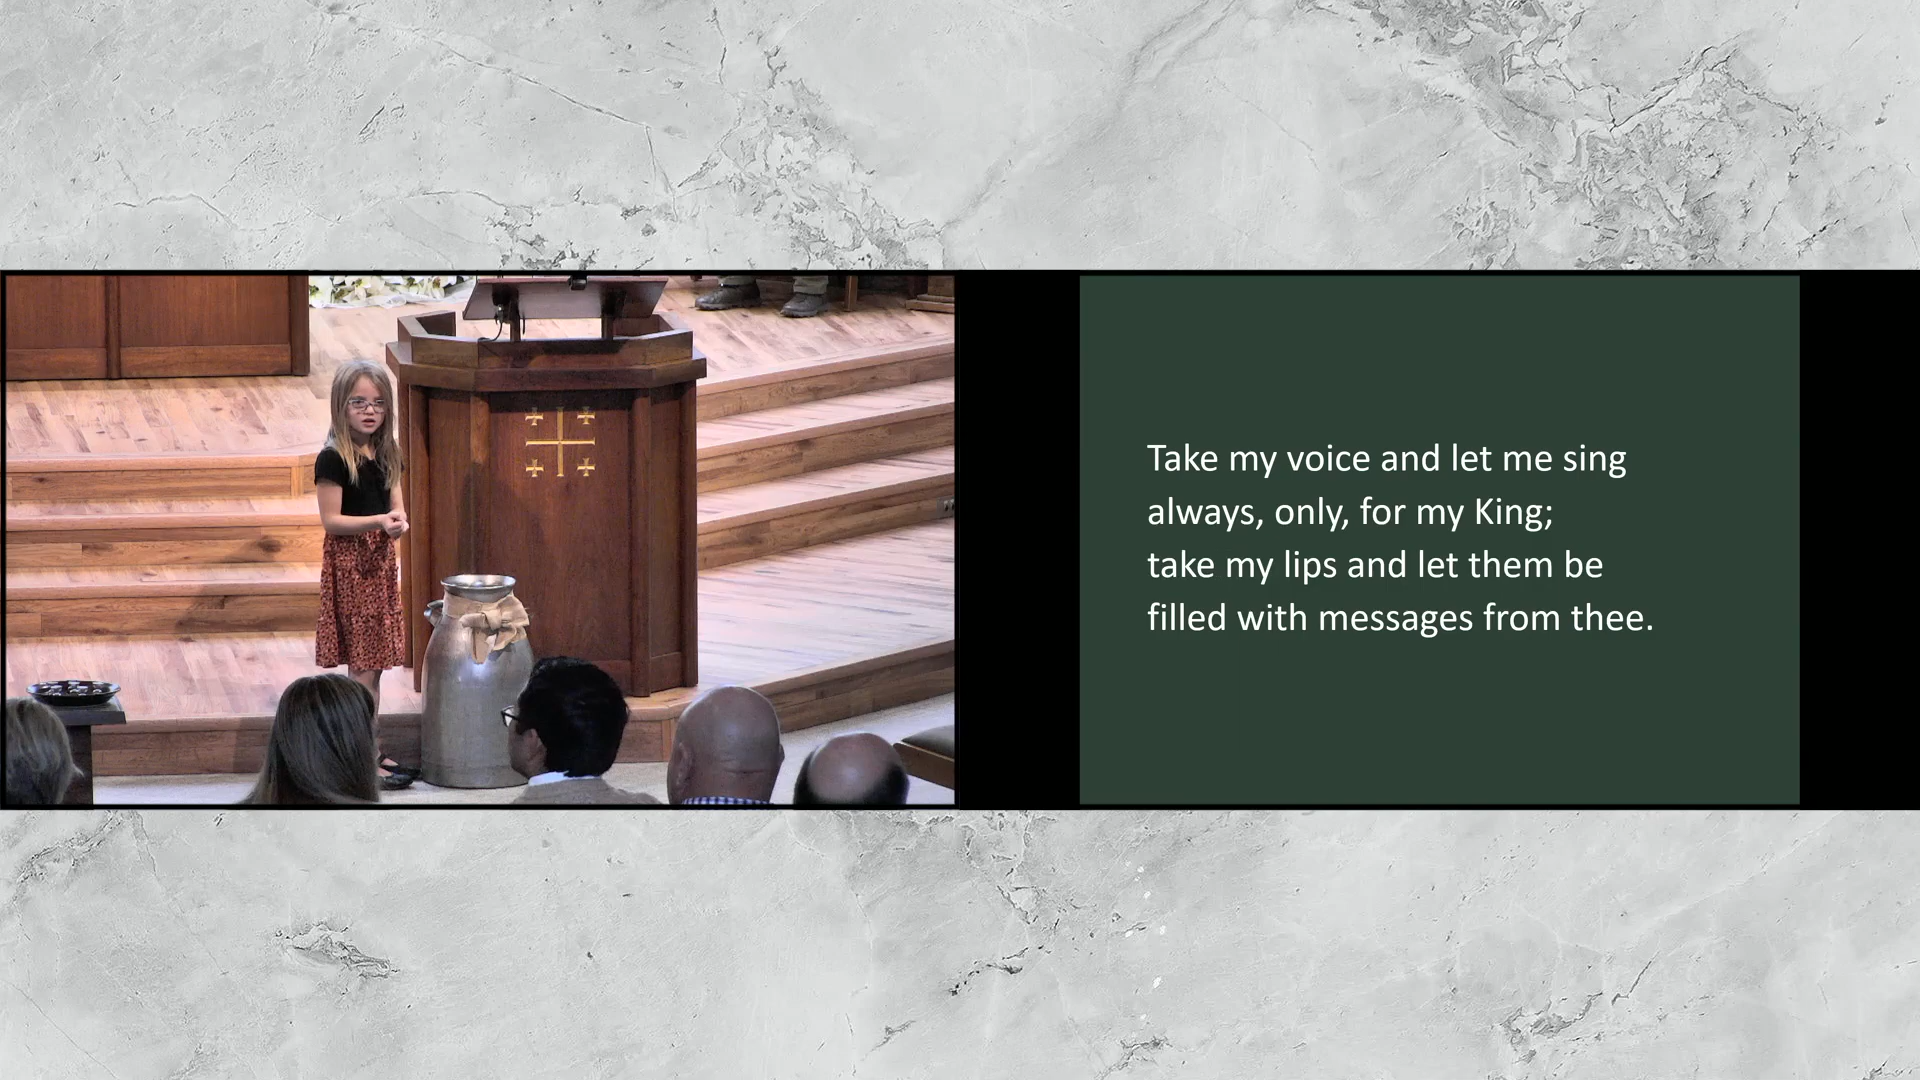 Take my voice and let me sing
always, only, for my King;
take my lips and let them be
filled with messages from thee.